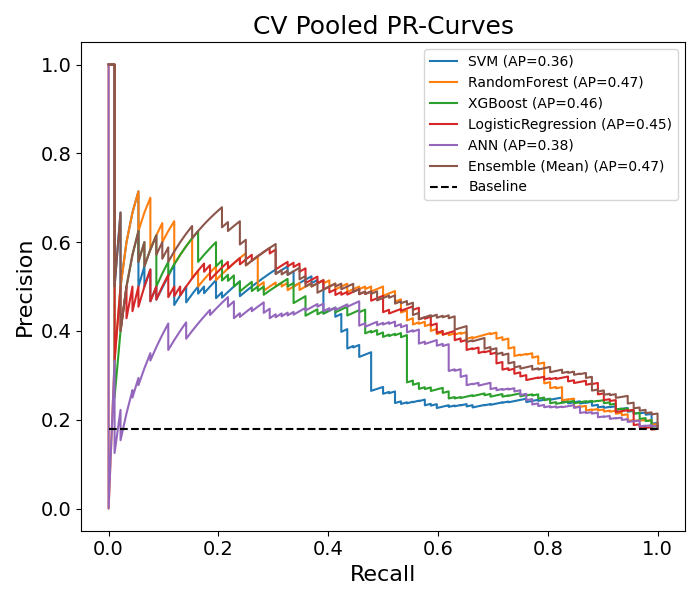 CV Pooled PR-Curves
SVM (AP=0.36)
RandomForest (AP=0.47)
XGBoost (AP=0.46)
LogisticRegression (AP=0.45)
ANN (AP=0.38)
Ensemble (Mean) (AP=0.47)
Baseline
Precision
1.0
0.8
0.6
0.4
0.2
0.0
0.0 0.2 0.4 0.6 0.8 1.0
Recall